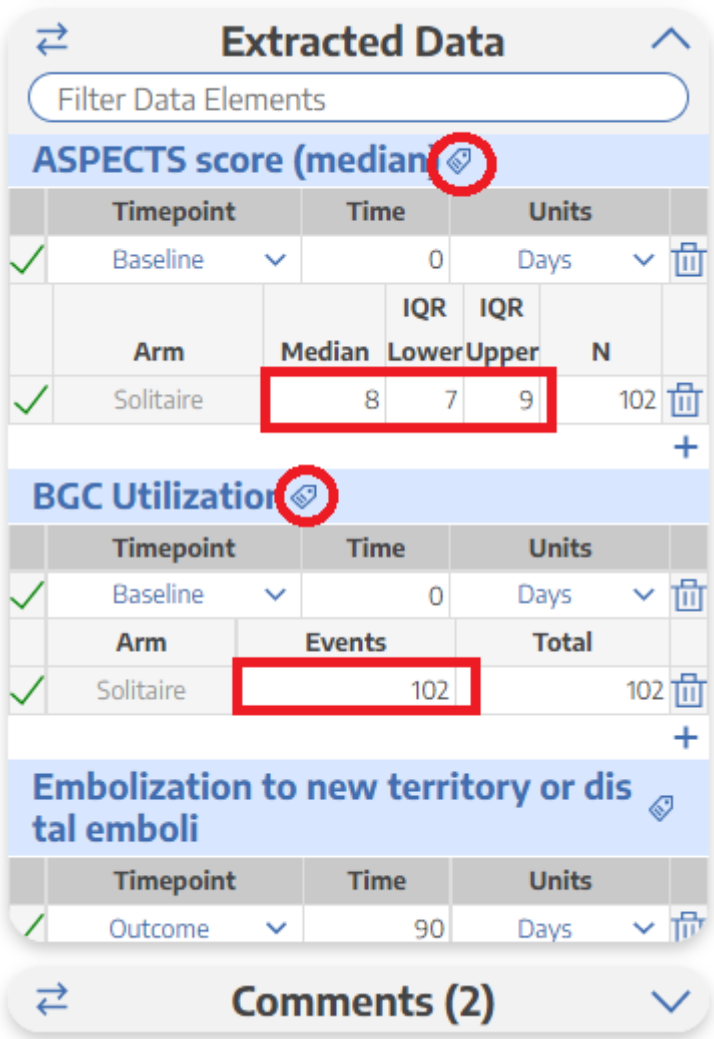 Extracted Data
Filter Data Elements
ASPECTS score (median)
Timepoint Time Units
Baseline 0 Days
IQR IQR
Arm Median Lower Upper N
Solitaire 8 7 9 102
+
BGC Utilization
Timepoint Time Units
Baseline 0 Days
Arm Events Total
Solitaire 102 102
+
Embolization to new territory or dis
tal emboli
Timepoint Time Units
Outcome 90 Days
Comments (2)